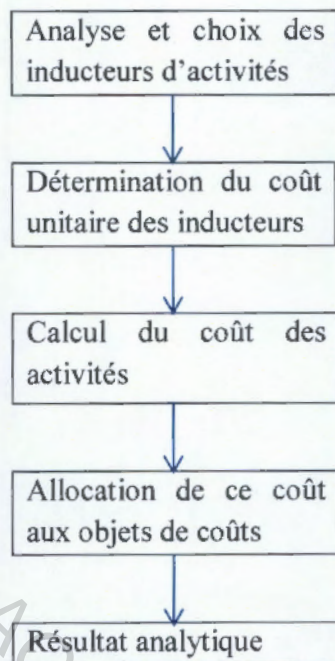 Analyse et choix des
inducteurs d'activités
Détermination du coût
unitaire des inducteurs
Calcul du coût des
activités
Allocation de ce coût
aux objets de coûts
Résultat analytique